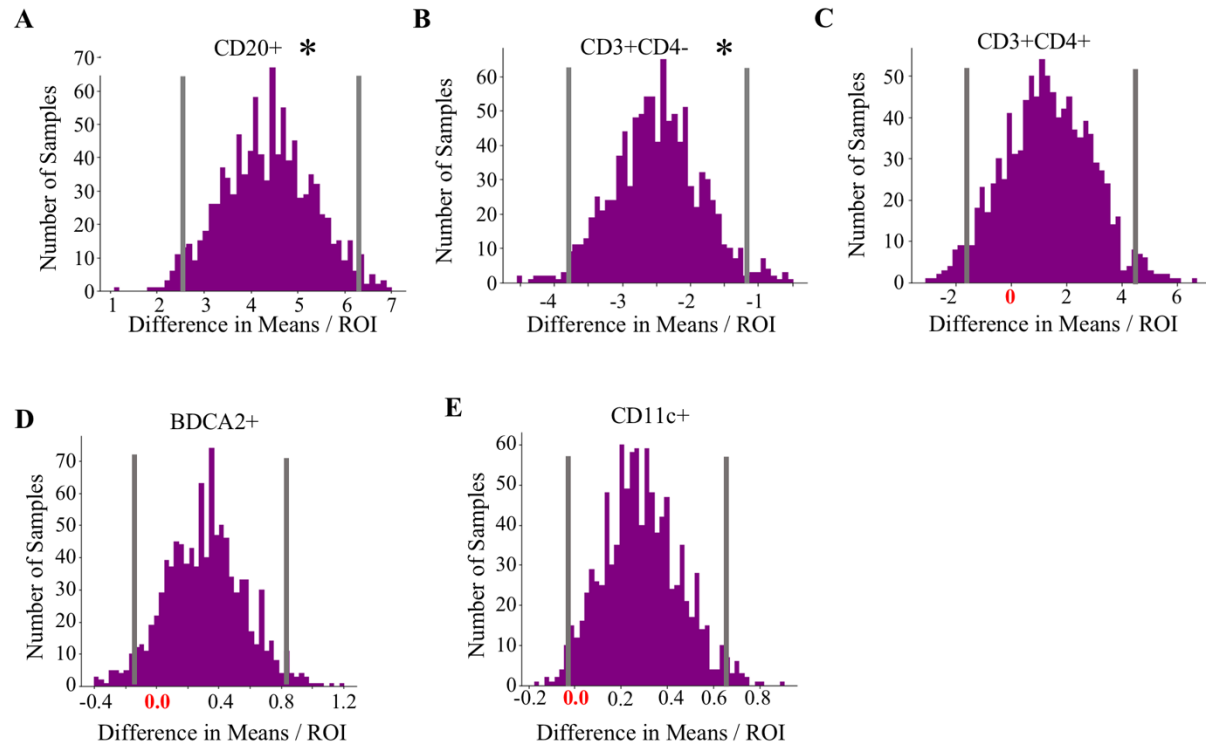 A
CD20+ *
Number of Samples
70
60
50
40
30
20
10
0
1 2 3 4 5 6 7
Difference in Means / ROI
B
CD3+CD4- *
Number of Samples
60
50
40
30
20
10
0
-4 -3 -2 -1
Difference in Means / ROI
C
CD3+CD4+
Number of Samples
50
40
30
20
10
0
-2 0 2 4 6
Difference in Means / ROI
D
BDCA2+
Number of Samples
70
60
50
40
30
20
10
0
-0.4 0.0 0.4 0.8 1.2
Difference in Means / ROI
E
CD11c+
Number of Samples
60
50
40
30
20
10
0
-0.2 0.0 0.2 0.4 0.6 0.8
Difference in Means / ROI